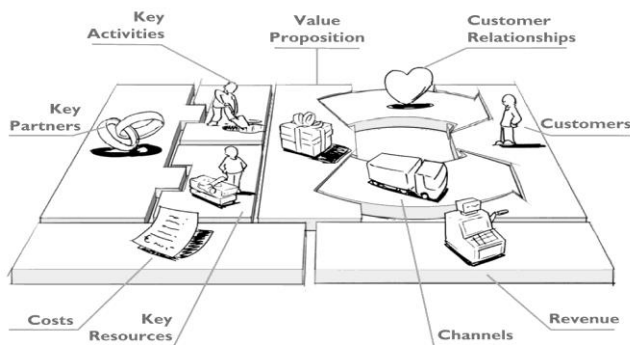 Key
Activities
Value
Proposition
Customer
Relationships
Key
Partners
Customers
Costs
Key
Resources
Channels
Revenue